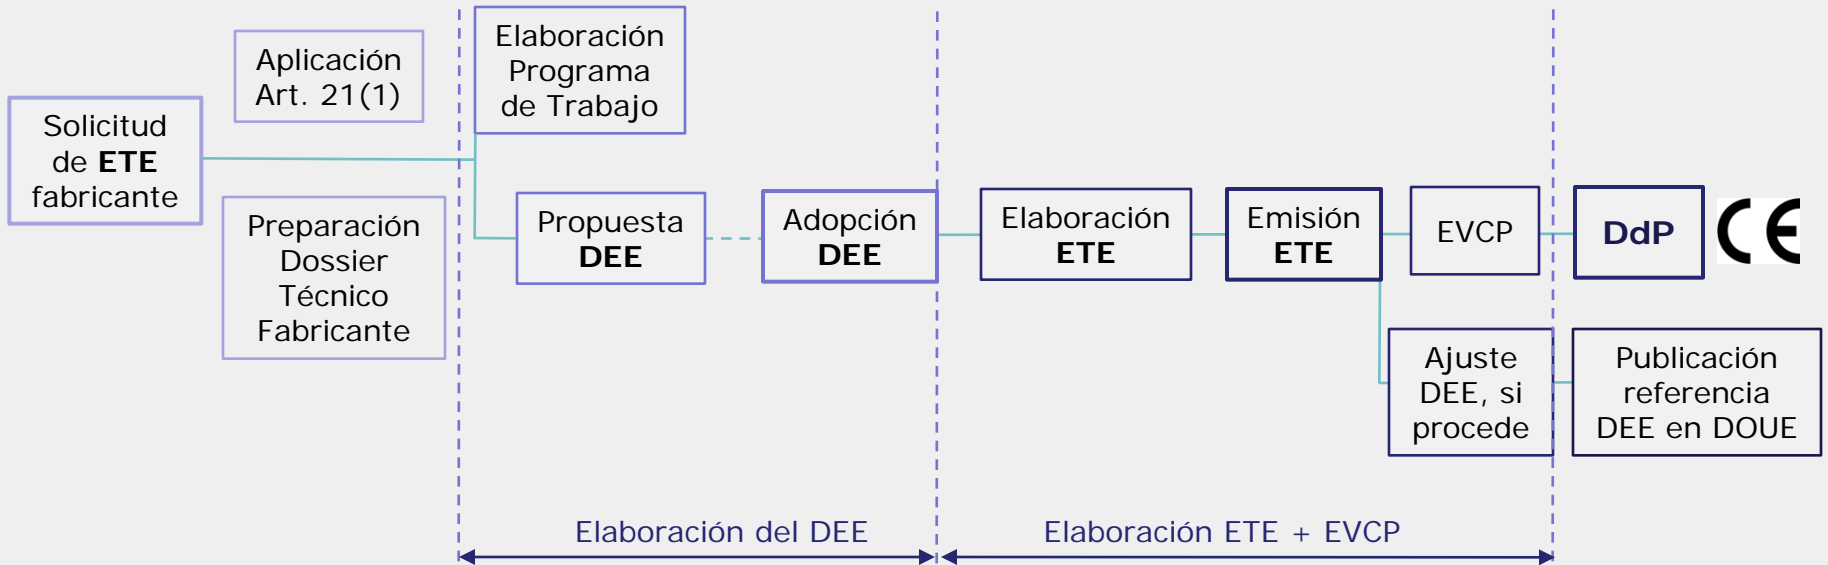 Solicitud
de ETE
fabricante
Aplicación
Art. 21(1)
Preparación
Dossier
Técnico
Fabricante
Elaboración
Programa
de Trabajo
Propuesta
DEE
Adopción
DEE
Elaboración
ETE
Emisión
ETE
EVCP
DdP
CE
Ajuste
DEE, si
procede
Publicación
referencia
DEE en DOUE
Elaboración del DEE
Elaboración ETE + EVCP